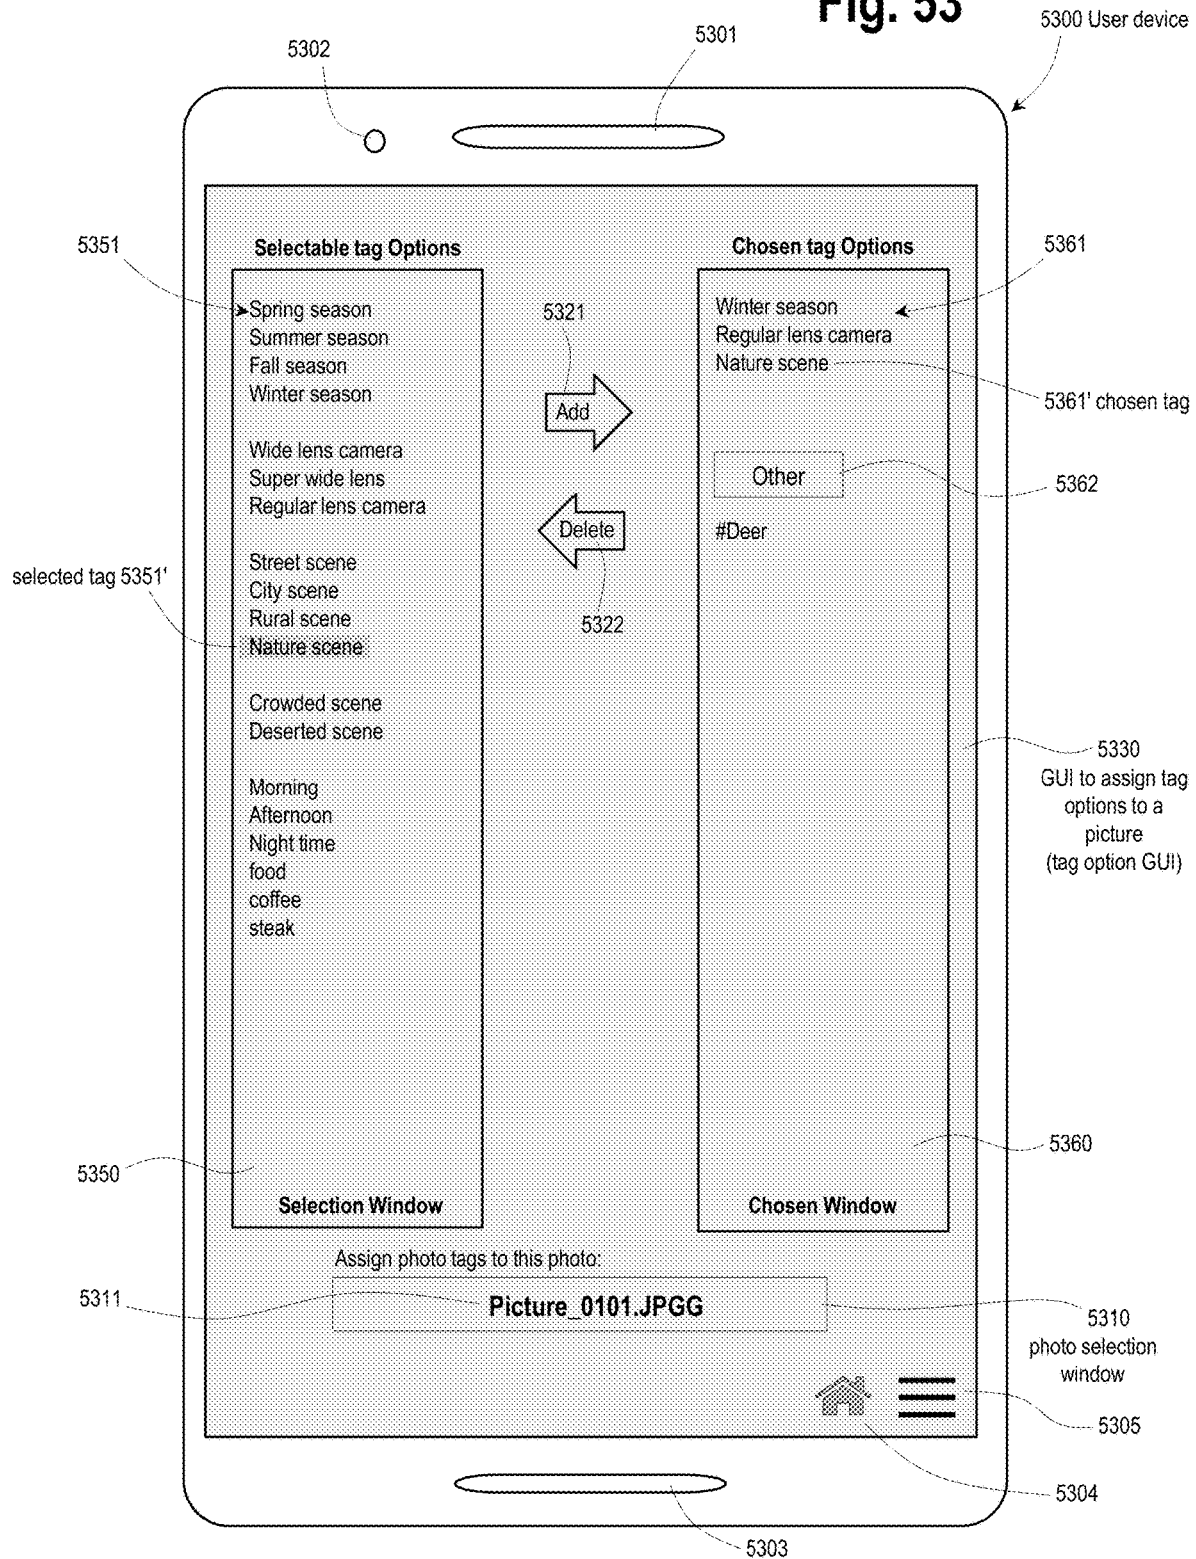 Fig. 53
5300 User device
5302
5301
5351
Selectable tag Options
Chosen tag Options
5361
Spring season
Summer season
Fall season
Winter season
Wide lens camera
Super wide lens
Regular lens camera
Street scene
City scene
Rural scene
Nature scene
Crowded scene
Deserted scene
Morning
Afternoon
Night time
food
coffee
steak
selected tag 5351'
5321
Add
Delete
5322
Winter season
Regular lens camera
Nature scene
5361' chosen tag
Other
5362
#Deer
5330
GUI to assign tag
options to a
picture
(tag option GUI)
5350
5360
Selection Window
Chosen Window
Assign photo tags to this photo:
5311
Picture_0101.JPGG
5310
photo selection
window
5305
5304
5303